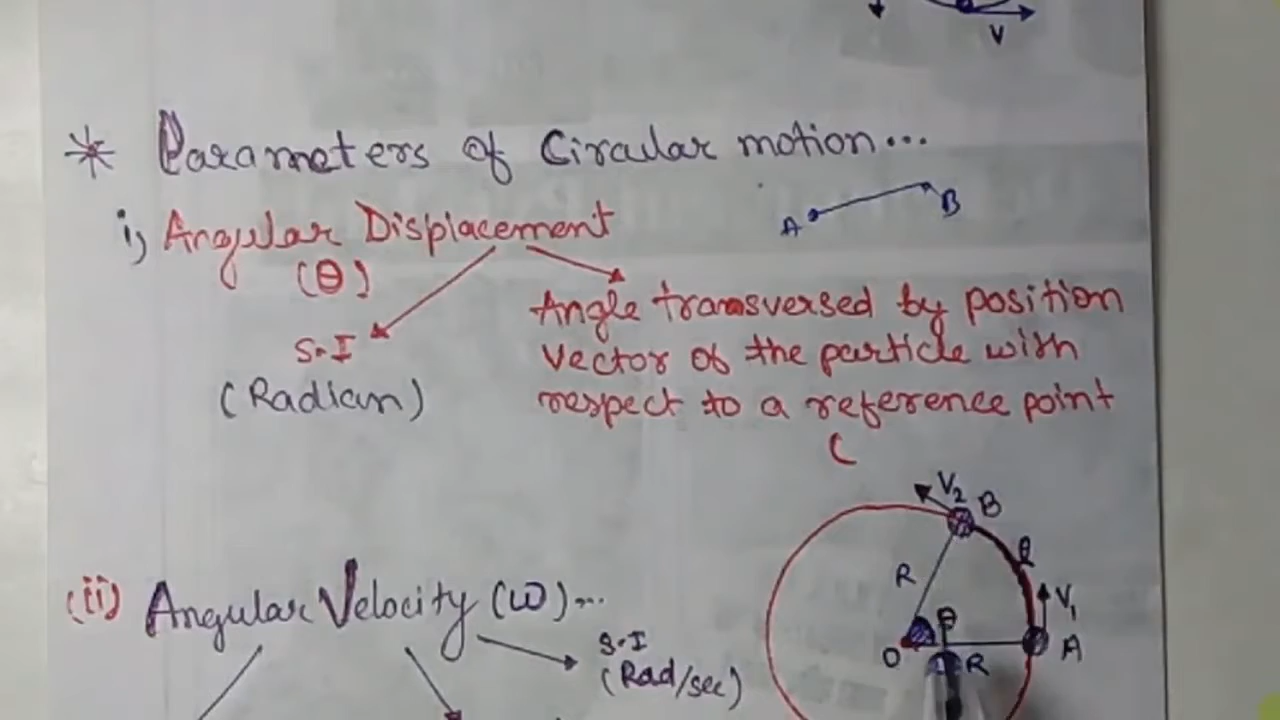 V
* Parameters of Circular motion...
A B
i) Angular Displacement
(θ)
S.I
(Radian)
Angle transversed by position
Vector of the particle with
respect to a reference point
(
V₂ B
R
l
V₁
θ
O R A
(ii) Angular Velocity (ω)...
S.I
(Rad/sec)